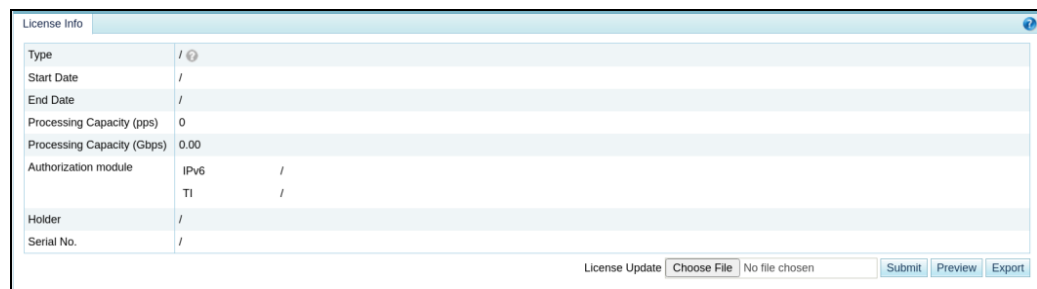 License Info
Type /
Start Date /
End Date /
Processing Capacity (pps) 0
Processing Capacity (Gbps) 0.00
Authorization module IPv6 /
TI /
Holder /
Serial No. /
License Update Choose File No file chosen Submit Preview Export